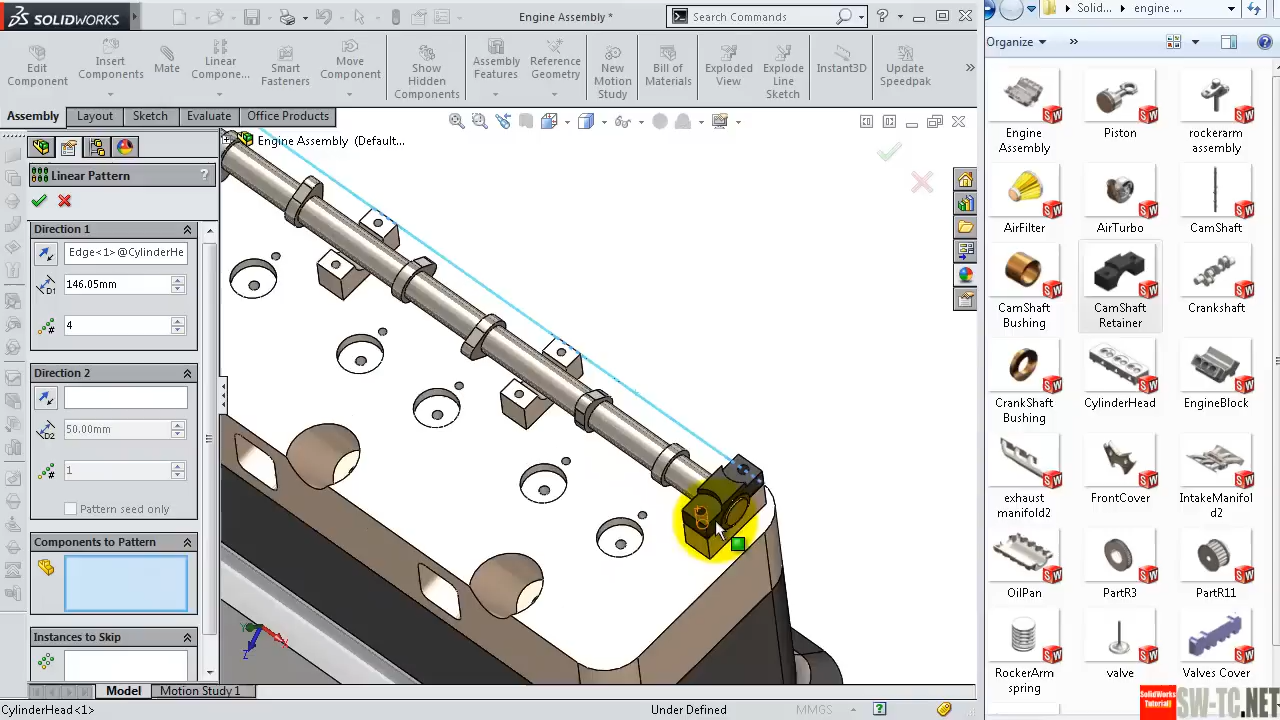 SOLIDWORKS
Engine Assembly *
Search Commands
Solid... engine ...
Edit Component
Insert Components
Mate
Linear Compone...
Smart Fasteners
Move Component
Show Hidden Components
Assembly Features
Reference Geometry
New Motion Study
Bill of Materials
Exploded View
Explode Line Sketch
Instant3D
Update Speedpak
Organize
Assembly
Layout
Sketch
Evaluate
Office Products
Engine Assembly (Default...
Linear Pattern
?
Direction 1
Edge<1>@CylinderHe
D1
146.05mm
4
Direction 2
D2
50.00mm
1
Pattern seed only
Components to Pattern
Instances to Skip
Model
Motion Study 1
CylinderHead <1>
Under Defined
MMGS
Engine Assembly
Piston
rockerarm assembly
AirFilter
AirTurbo
CamShaft
CamShaft Bushing
CamShaft Retainer
Crankshaft
CrankShaft Bushing
CylinderHead
EngineBlock
exhaust manifold2
FrontCover
IntakeManifol d2
OilPan
PartR3
PartR11
RockerArm spring
valve
Valves Cover
SolidWorks Tutorial
SW-TC.NET